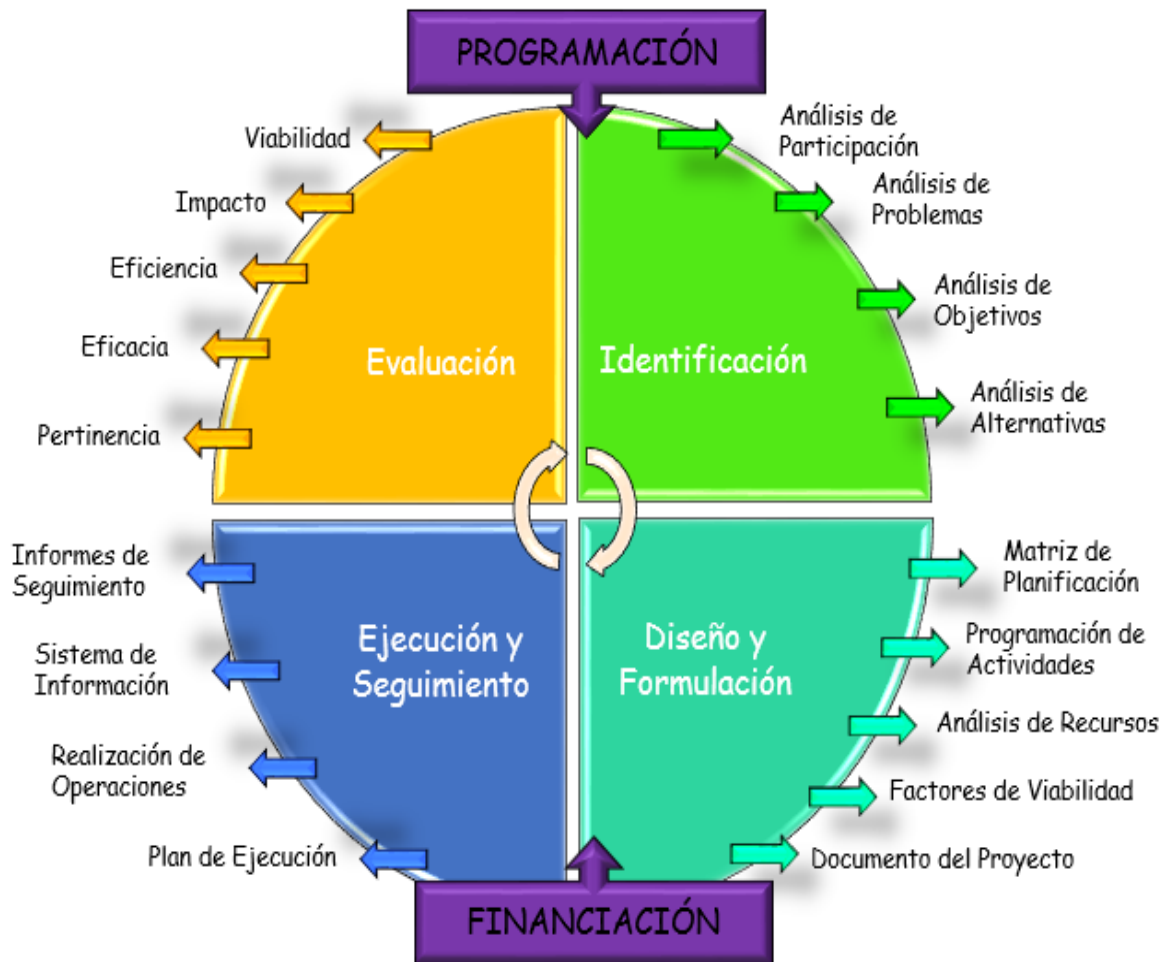 PROGRAMACIÓN
Análisis de
Participación
Análisis de
Problemas
Análisis de
Objetivos
Análisis de
Alternativas
Identificación
Matriz de
Planificación
Programación de
Actividades
Análisis de Recursos
Factores de Viabilidad
Documento del Proyecto
Diseño y
Formulación
FINANCIACIÓN
Plan de Ejecución
Realización de
Operaciones
Sistema de
Información
Informes de
Seguimiento
Ejecución y
Seguimiento
Pertinencia
Eficacia
Eficiencia
Impacto
Viabilidad
Evaluación